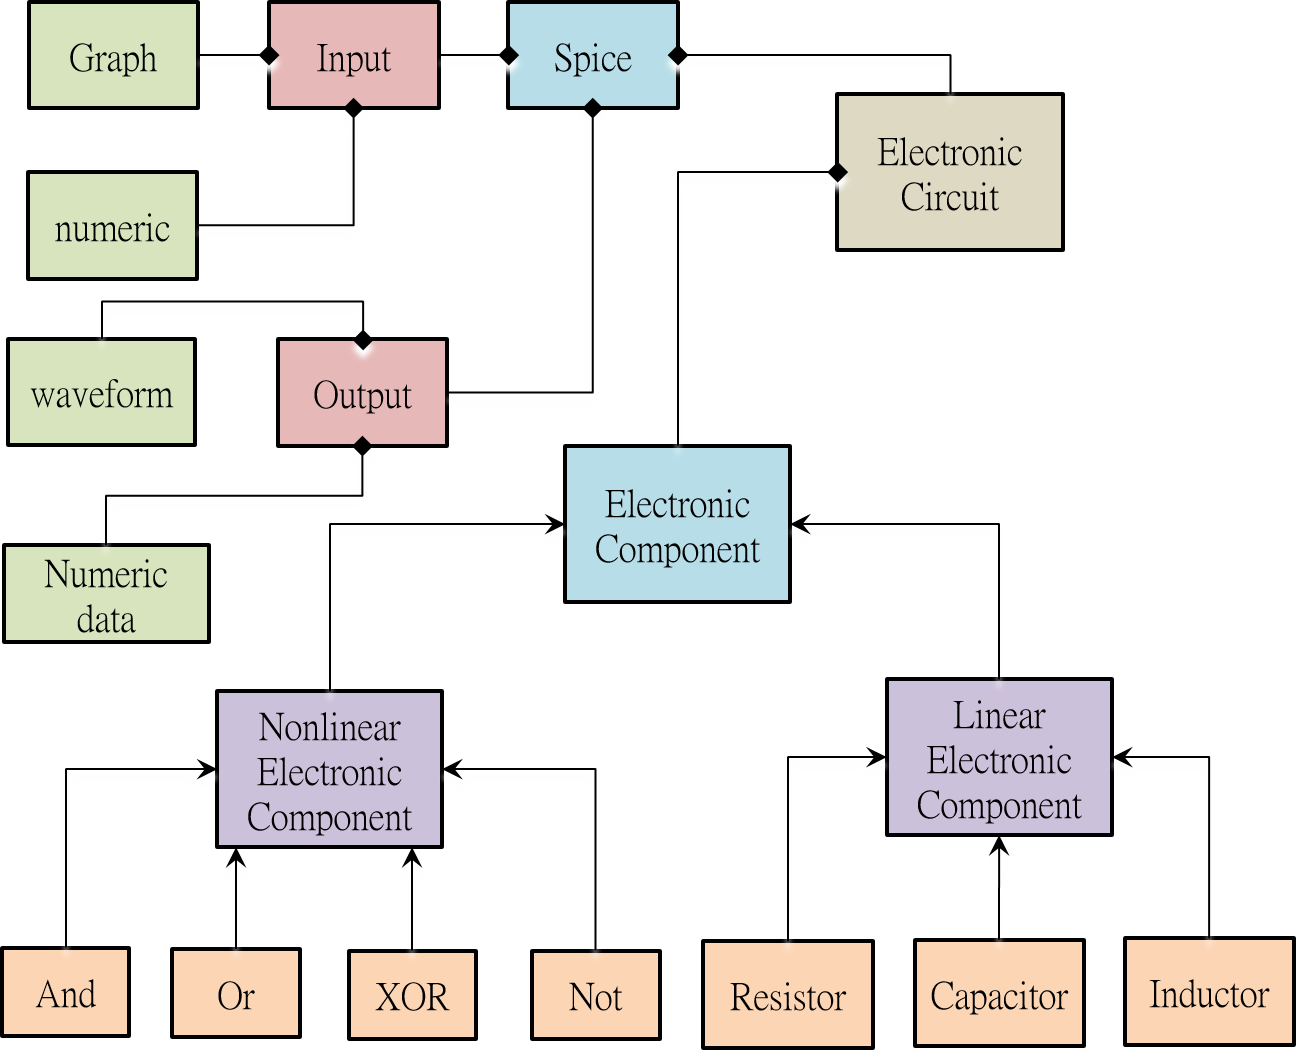 Graph
Input
Spice
Electronic
Circuit
numeric
waveform
Output
Electronic
Component
Numeric
data
Nonlinear
Electronic
Component
Linear
Electronic
Component
And
Or
XOR
Not
Resistor
Capacitor
Inductor